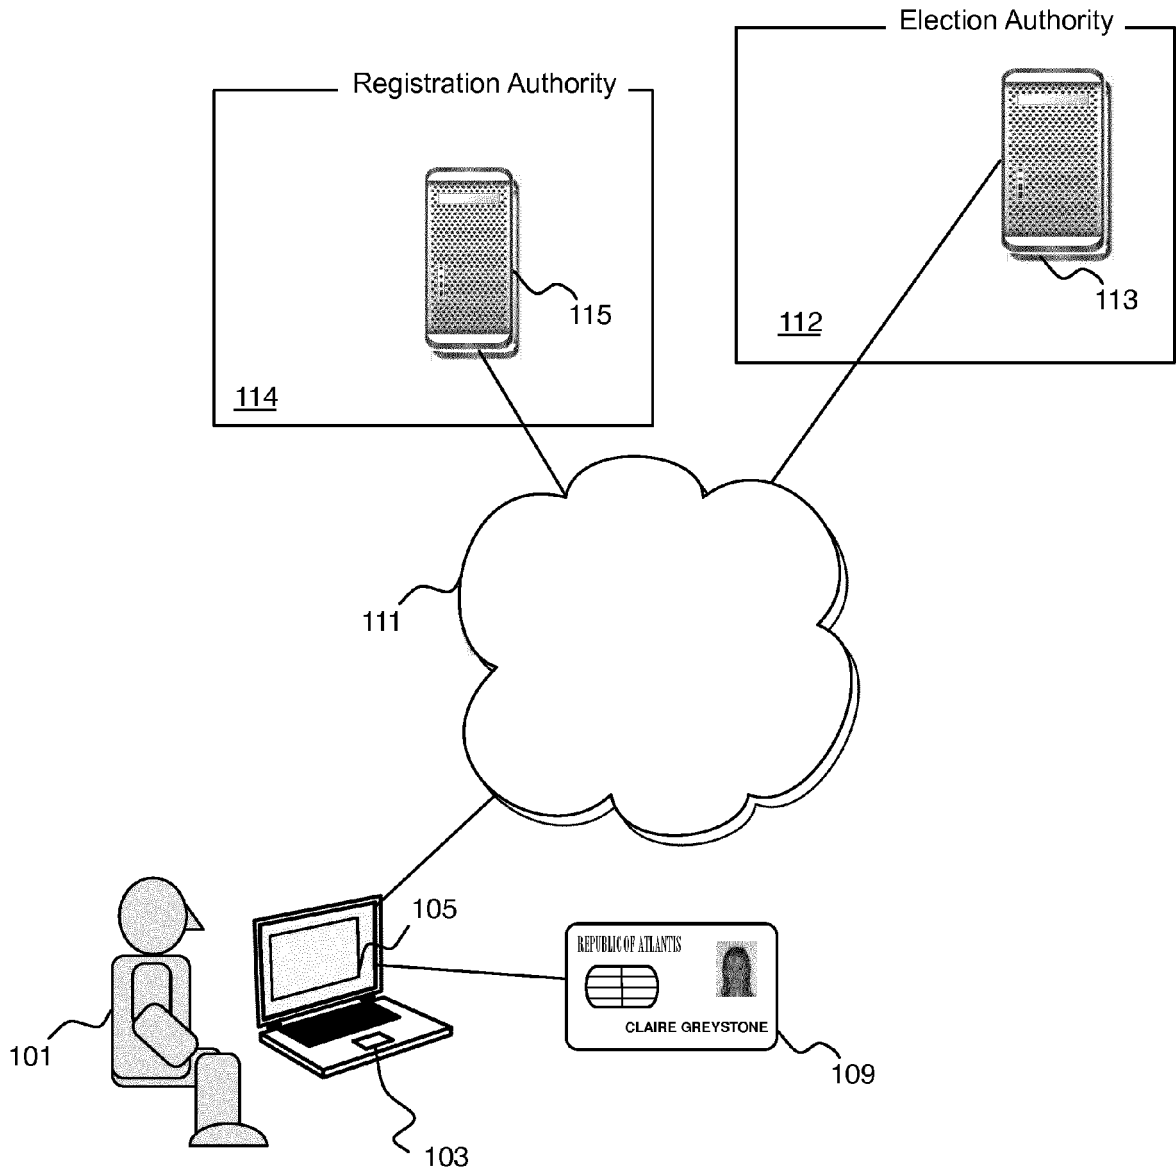 Election Authority
Registration Authority
115
113
112
114
111
105
REPUBLIC OF ATLANTIS
CLAIRE GREYSTONE
101
109
103